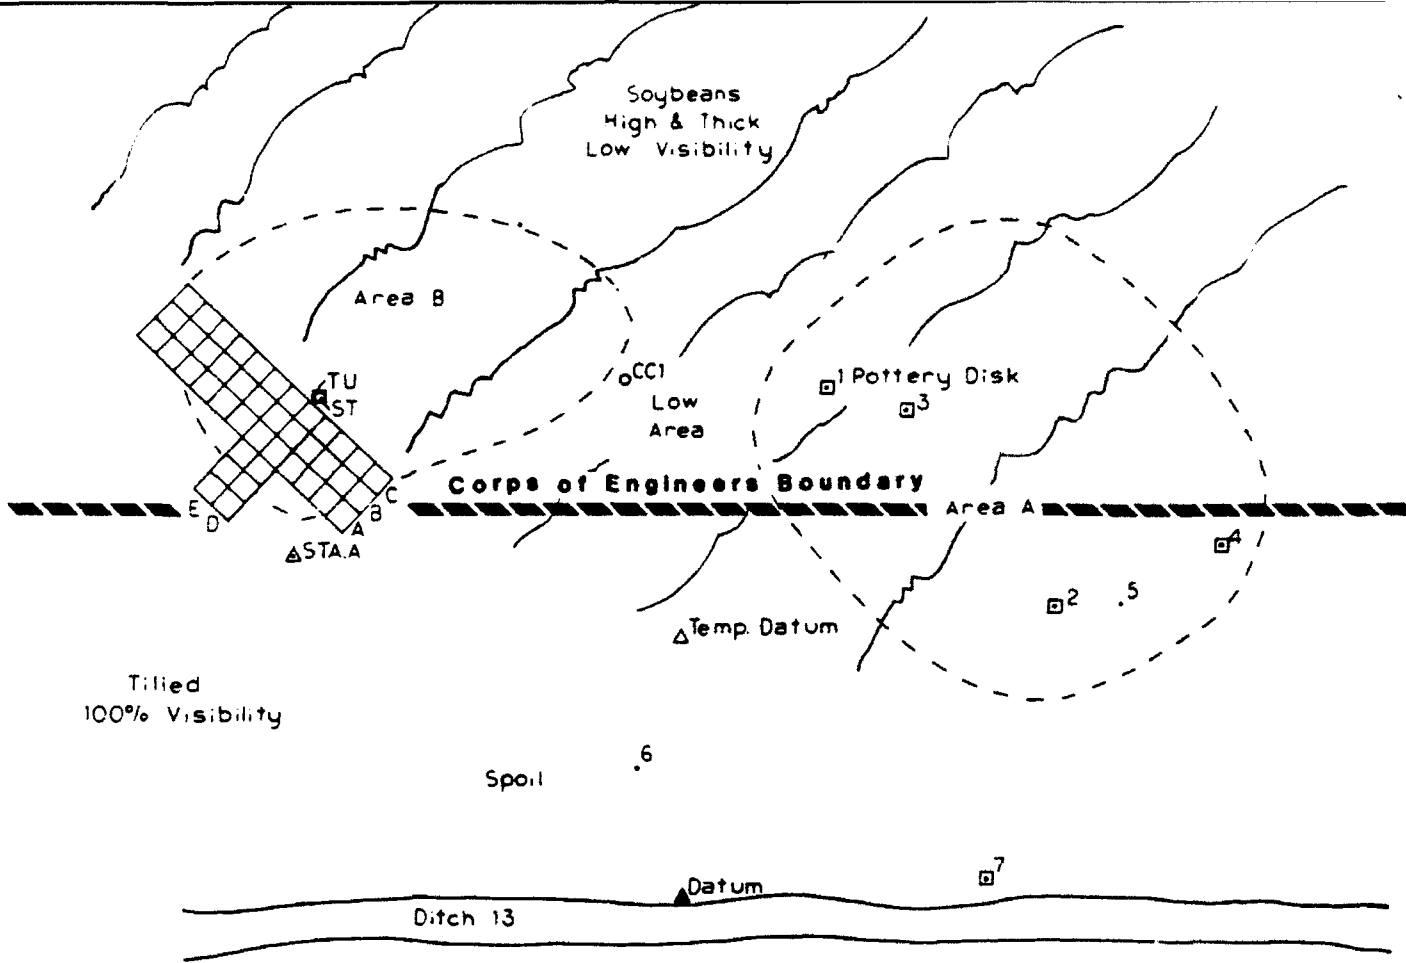 Soybeans
High & Thick
Low Visibility
Area B
TU
ST
CC1
Low
Area
1 Pottery Disk
3
Corps of Engineers Boundary
Area A
E
D
A
B
C
STA.A
4
2
5
Temp. Datum
Tilled
100% Visibility
6
Spoil
7
Datum
Ditch 13